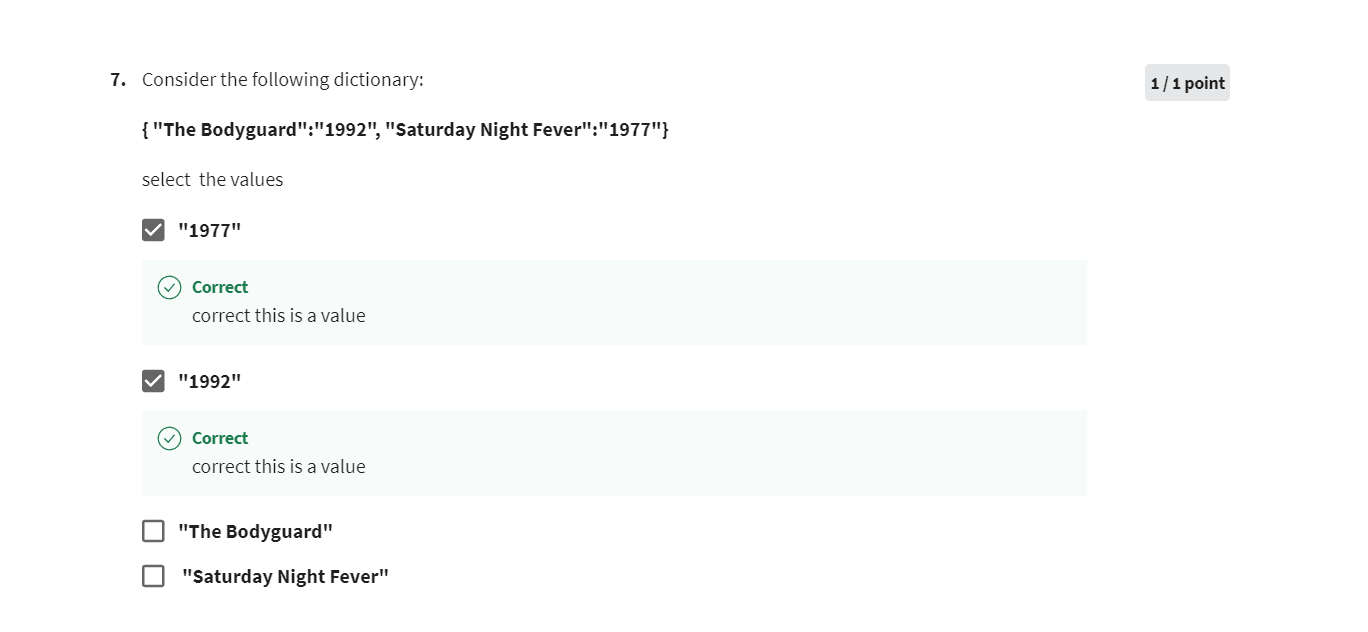 7. Consider the following dictionary:
1 / 1 point
{ "The Bodyguard":"1992", "Saturday Night Fever":"1977"}
select  the values
"1977"
Correct
correct this is a value
"1992"
Correct
correct this is a value
"The Bodyguard"
"Saturday Night Fever"